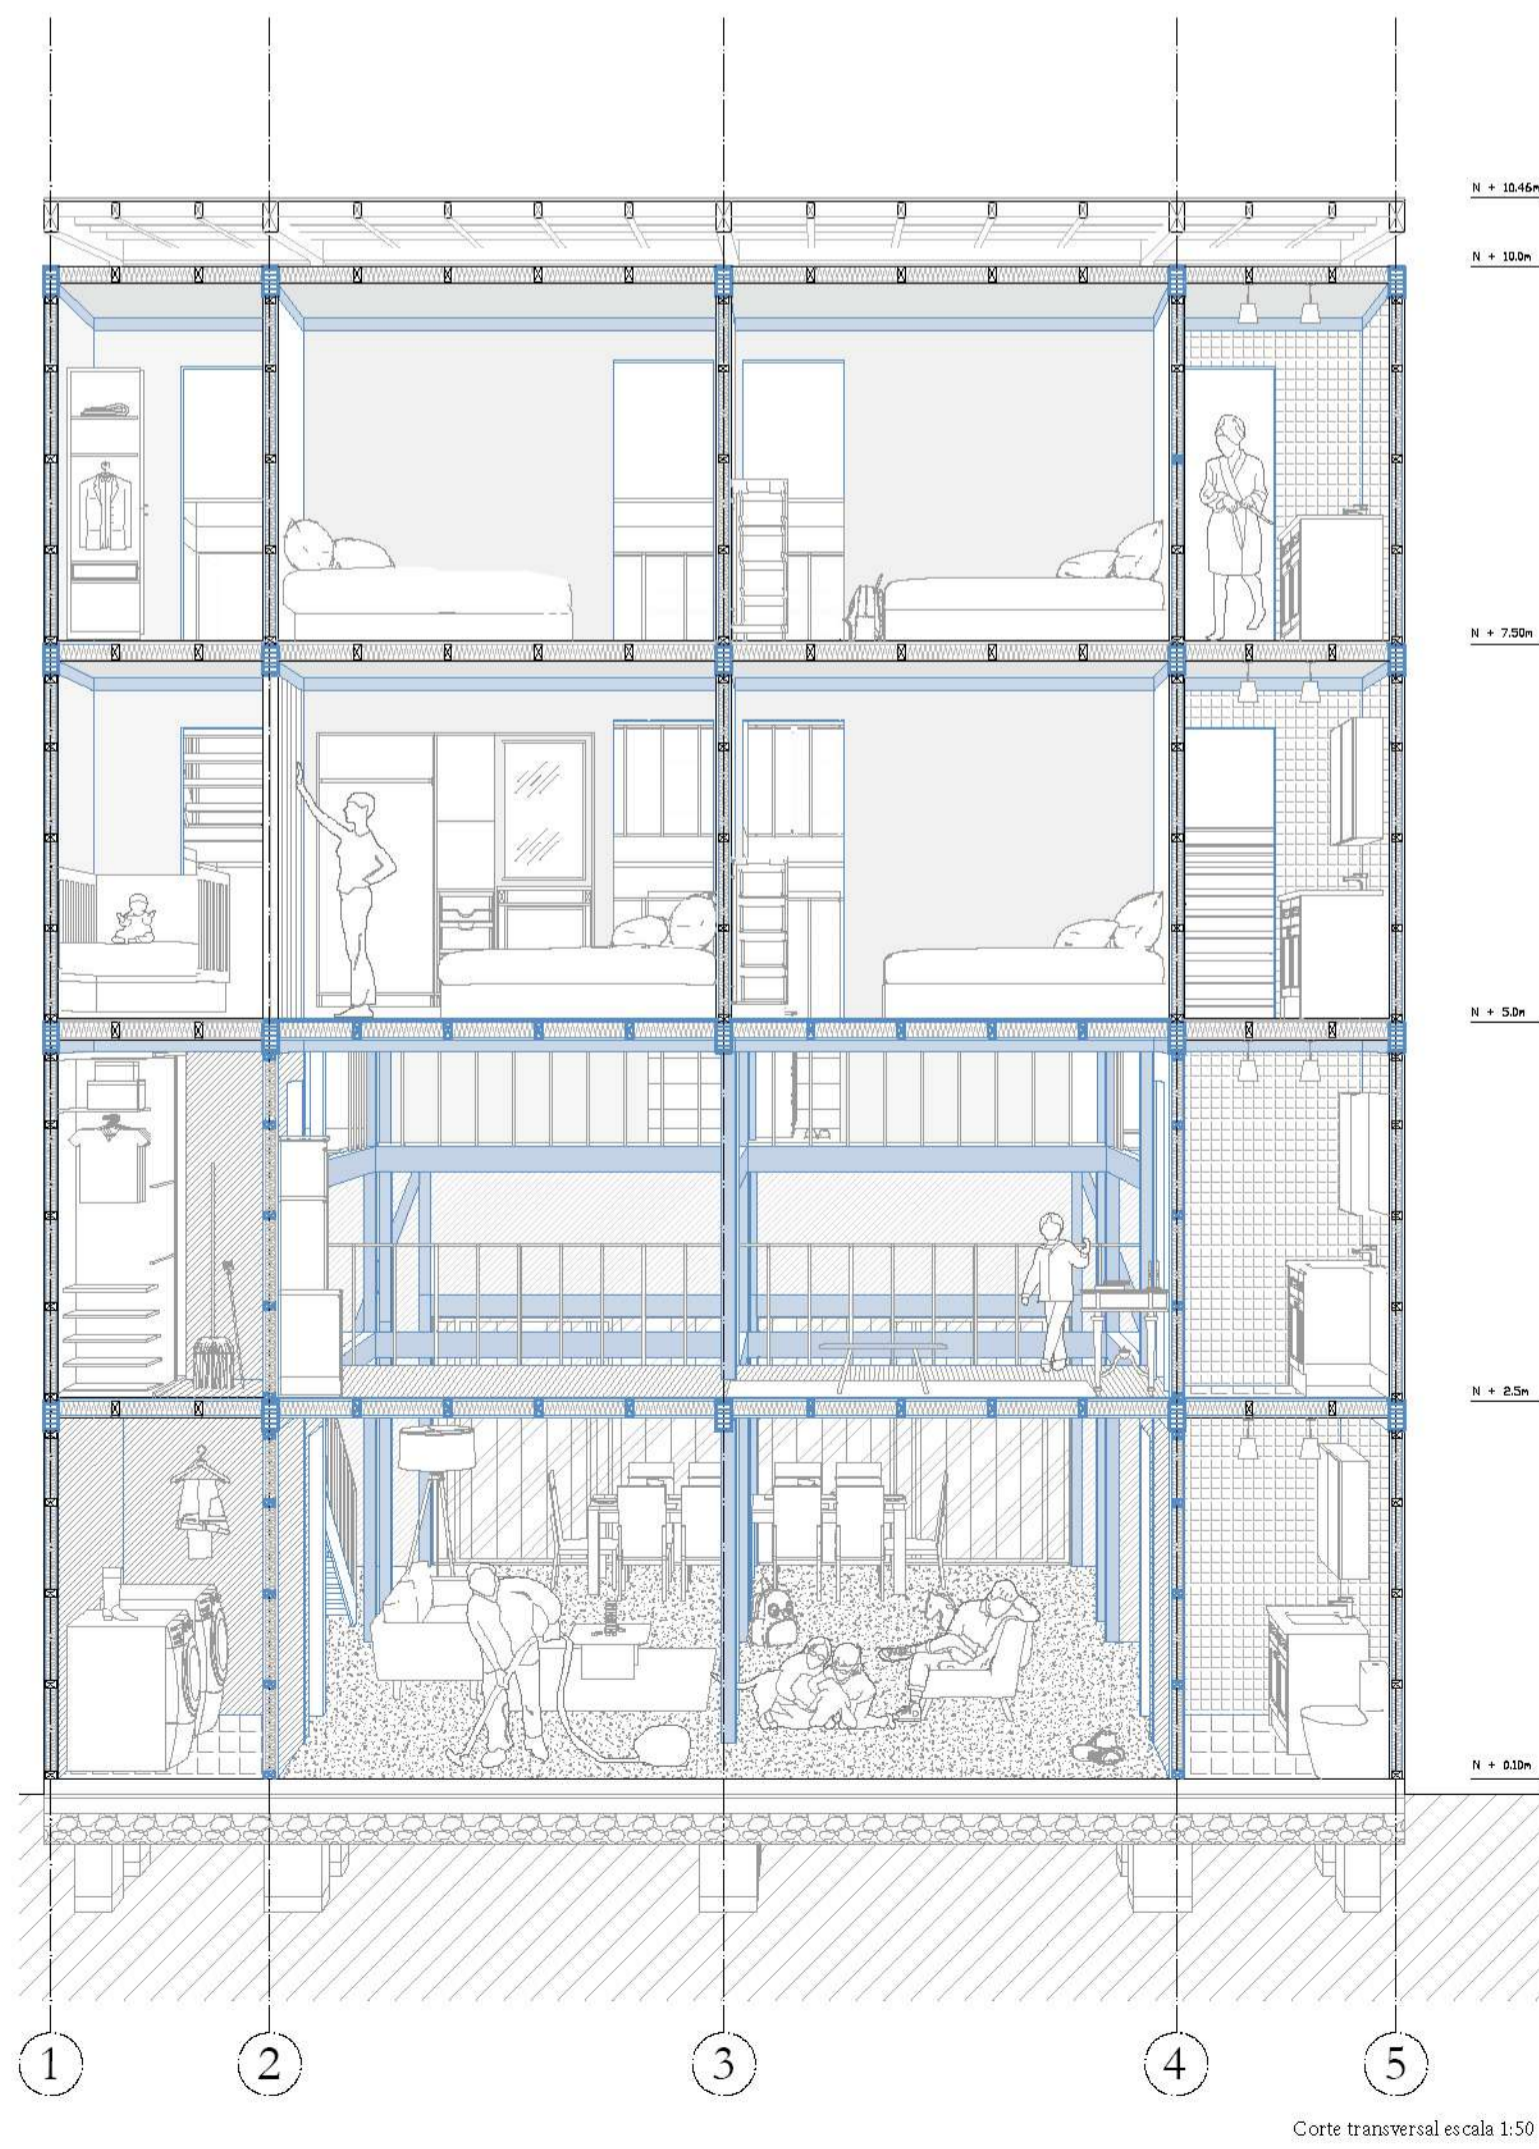 N + 10.46m
N + 10.0m
N + 7.50m
N + 5.0m
N + 2.5m
N + 0.10m
1 2 3 4 5
Corte transversal escala 1:50